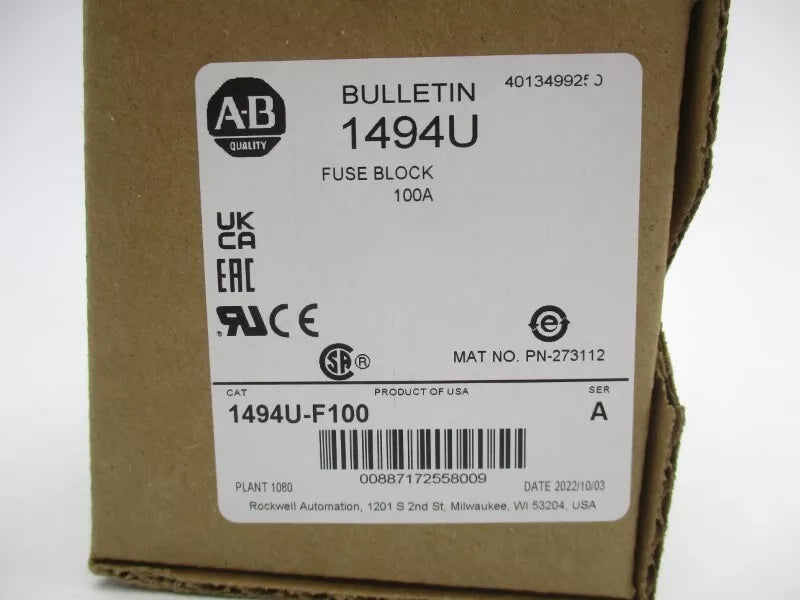 A-B
QUALITY
BULLETIN
1494U
FUSE BLOCK
100A
UK
CA
EAC
CE
SA ®
e
MAT NO. PN-273112
CAT
PRODUCT OF USA
SER
1494U-F100
A
00887172558009
PLANT 1080
DATE 2022/10/03
Rockwell Automation, 1201 S 2nd St, Milwaukee, WI 53204, USA